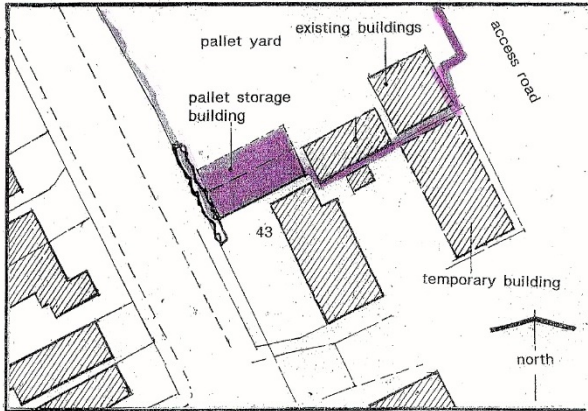 pallet yard
existing buildings
access road
pallet storage
building
43
temporary building
north